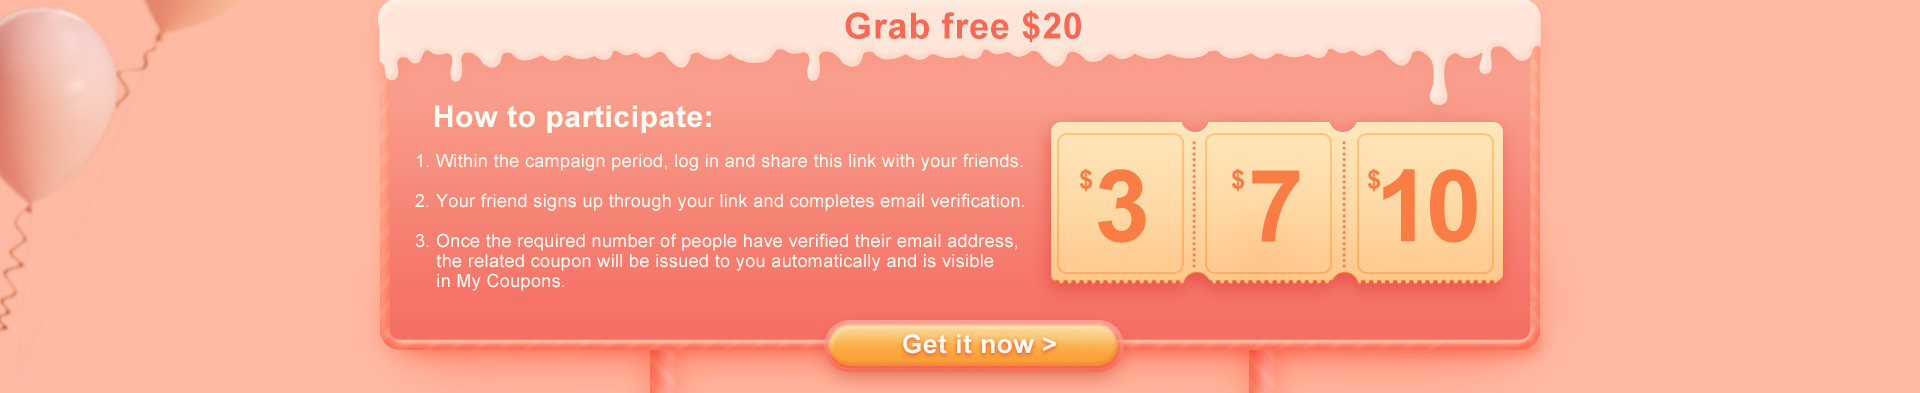 Grab free $20
How to participate:
1. Within the campaign period, log in and share this link with your friends.
2. Your friend signs up through your link and completes email verification.
3. Once the required number of people have verified their email address,
the related coupon will be issued to you automatically and is visible
in My Coupons.
$3 $7 $10
Get it now >